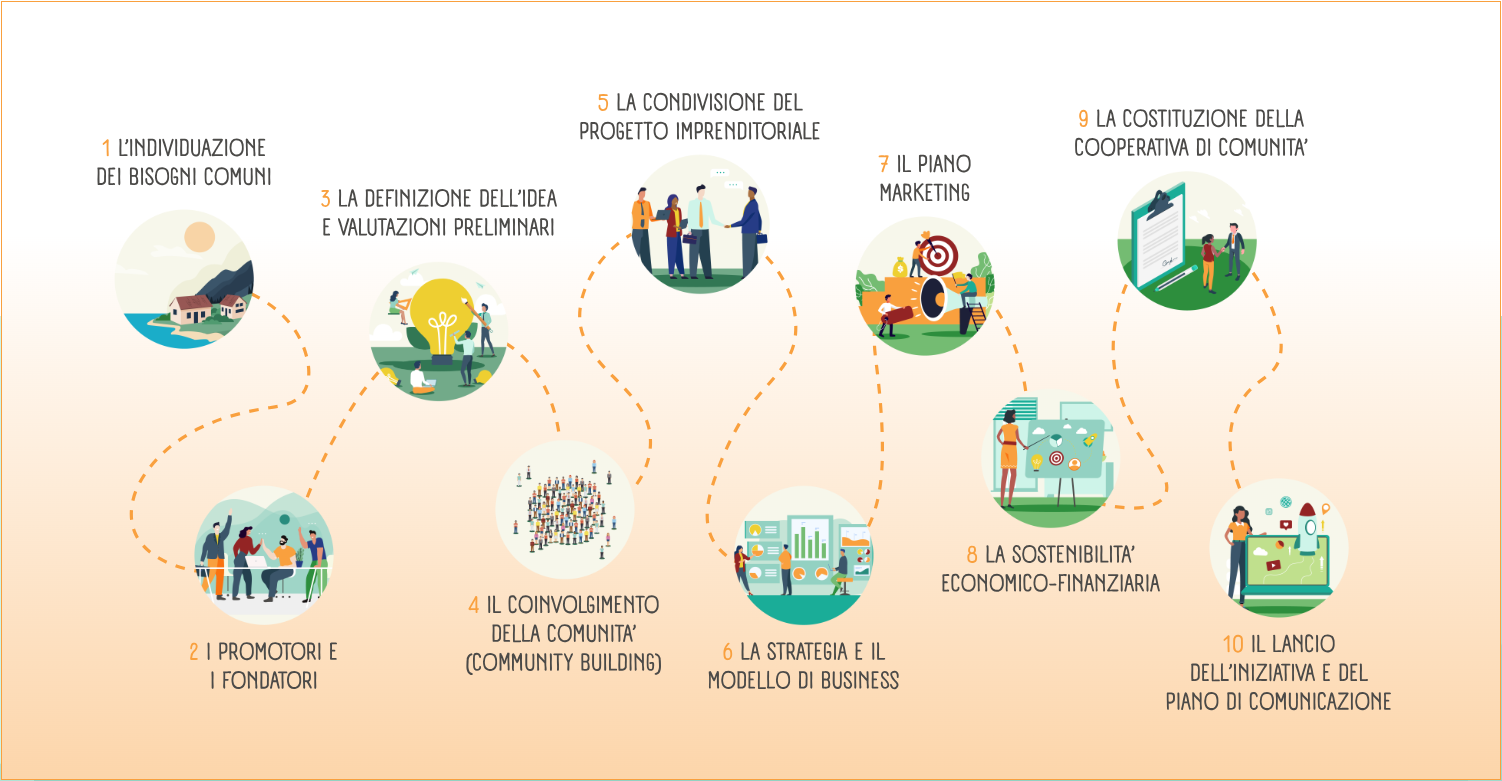 1 L'INDIVIDUAZIONE
DEI BISOGNI COMUNI
2 I PROMOTORI E
I FONDATORI
3 LA DEFINIZIONE DELL'IDEA
E VALUTAZIONI PRELIMINARI
4 IL COINVOLGIMENTO
DELLA COMUNITA'
(COMMUNITY BUILDING)
5 LA CONDIVISIONE DEL
PROGETTO IMPRENDITORIALE
6 LA STRATEGIA E IL
MODELLO DI BUSINESS
7 IL PIANO
MARKETING
8 LA SOSTENIBILITA'
ECONOMICO-FINANZIARIA
9 LA COSTITUZIONE DELLA
COOPERATIVA DI COMUNITA'
10 IL LANCIO
DELL'INIZIATIVA E DEL
PIANO DI COMUNICAZIONE